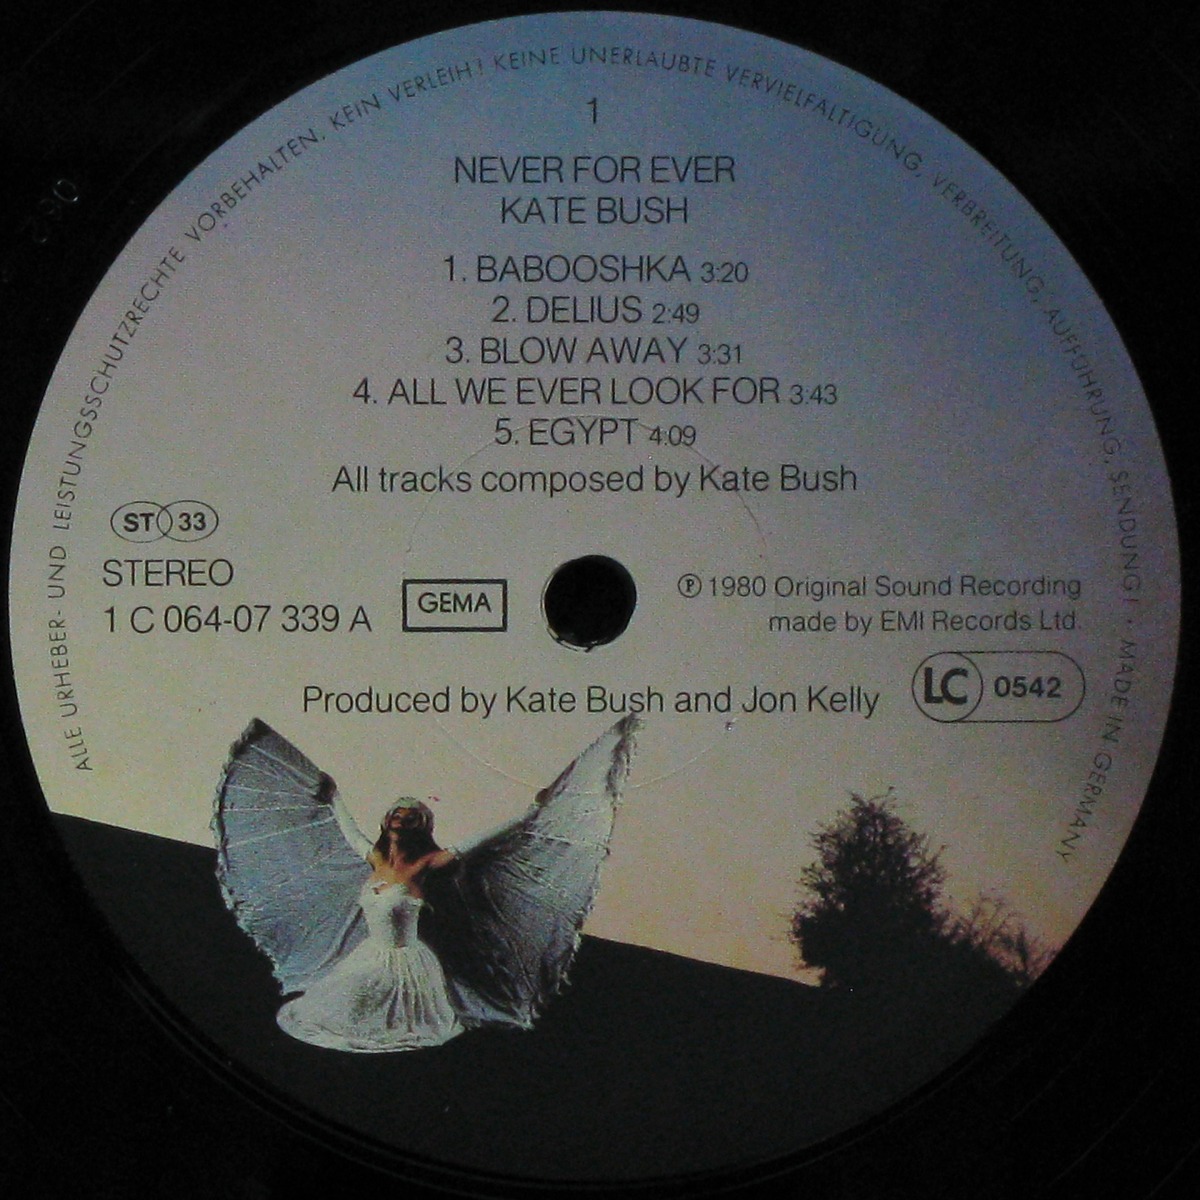 ALLE URHEBER- UND LEISTUNGSSCHUTZRECHTE VORBEHALTEN. KEIN VERLEIH! KEINE UNERLAUBTE VERVIELFÄLTIGUNG, VERBREITUNG, AUFFÜHRUNG, SENDUNG! · MADE IN GERMANY
1
NEVER FOR EVER
KATE BUSH
1. BABOOSHKA 3:20
2. DELIUS 2:49
3. BLOW AWAY 3:31
4. ALL WE EVER LOOK FOR 3:43
5. EGYPT 4:09
All tracks composed by Kate Bush
ST 33
STEREO
1 C 064-07 339 A
GEMA
℗ 1980 Original Sound Recording
made by EMI Records Ltd.
LC 0542
Produced by Kate Bush and Jon Kelly